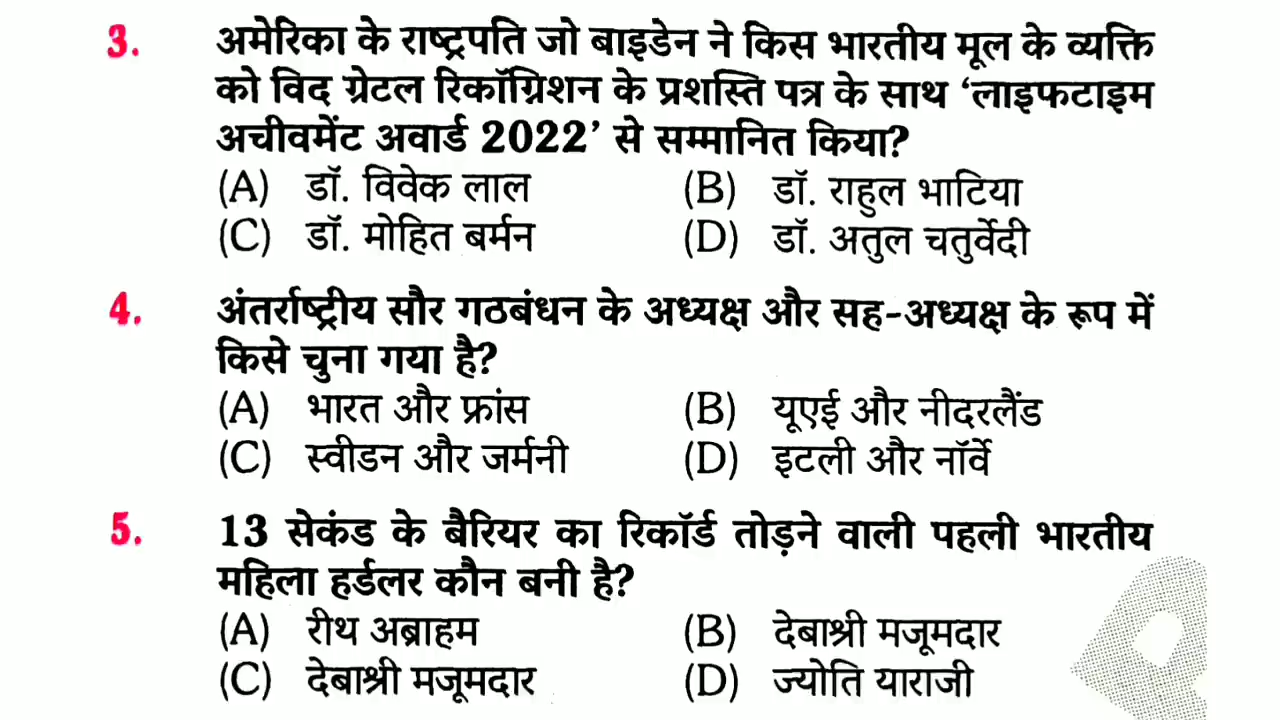 3. अमेरिका के राष्ट्रपति जो बाइडेन ने किस भारतीय मूल के व्यक्ति
को विद ग्रेटल रिकॉग्निशन के प्रशस्ति पत्र के साथ ‘लाइफटाइम
अचीवमेंट अवार्ड 2022’ से सम्मानित किया?
(A) डॉ. विवेक लाल (B) डॉ. राहुल भाटिया
(C) डॉ. मोहित बर्मन (D) डॉ. अतुल चतुर्वेदी
4. अंतर्राष्ट्रीय सौर गठबंधन के अध्यक्ष और सह-अध्यक्ष के रूप में
किसे चुना गया है?
(A) भारत और फ्रांस (B) यूएई और नीदरलैंड
(C) स्वीडन और जर्मनी (D) इटली और नॉर्वे
5. 13 सेकंड के बैरियर का रिकॉर्ड तोड़ने वाली पहली भारतीय
महिला हर्डलर कौन बनी है?
(A) रीथ अब्राहम (B) देबाश्री मजूमदार
(C) देबाश्री मजूमदार (D) ज्योति याराजी